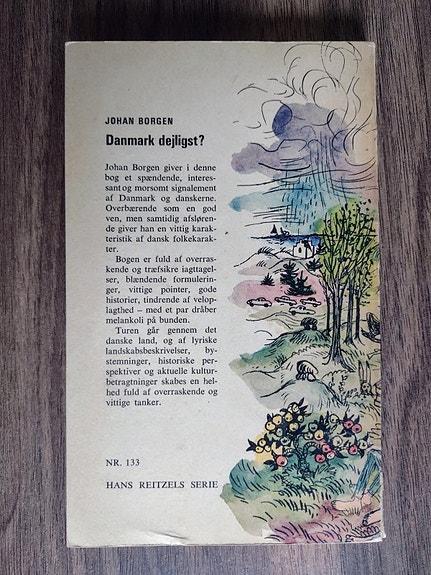 JOHAN BORGEN
Danmark dejligst?
Johan Borgen giver i denne
bog et spændende, interes-
sant og morsomt signalement
af Danmark og danskerne.
Overbærende som en god
ven, men samtidig afsløren-
de giver han en vittig karak-
teristik af dansk folkekarak-
ter.
Bogen er fuld af overras-
kende og træfsikre iagttagel-
ser, blændende formulerin-
ger, vittige pointer, gode
historier, tindrende af velop-
lagthed – med et par dråber
melankoli på bunden.
Turen går gennem det
danske land, og af lyriske
landskabsbeskrivelser, by-
stemninger, historiske per-
spektiver og aktuelle kultur-
betragtninger skabes en hel-
hed fuld af overraskende og
vittige tanker.
NR. 133
HANS REITZELS SERIE